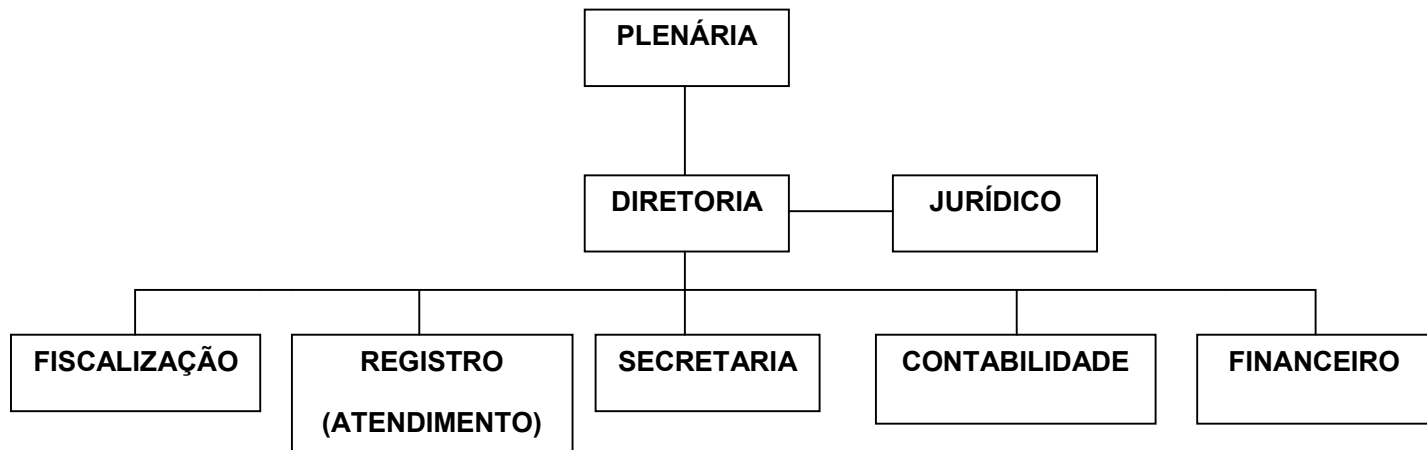 PLENÁRIA
DIRETORIA
JURÍDICO
FISCALIZAÇÃO
REGISTRO
(ATENDIMENTO)
SECRETARIA
CONTABILIDADE
FINANCEIRO